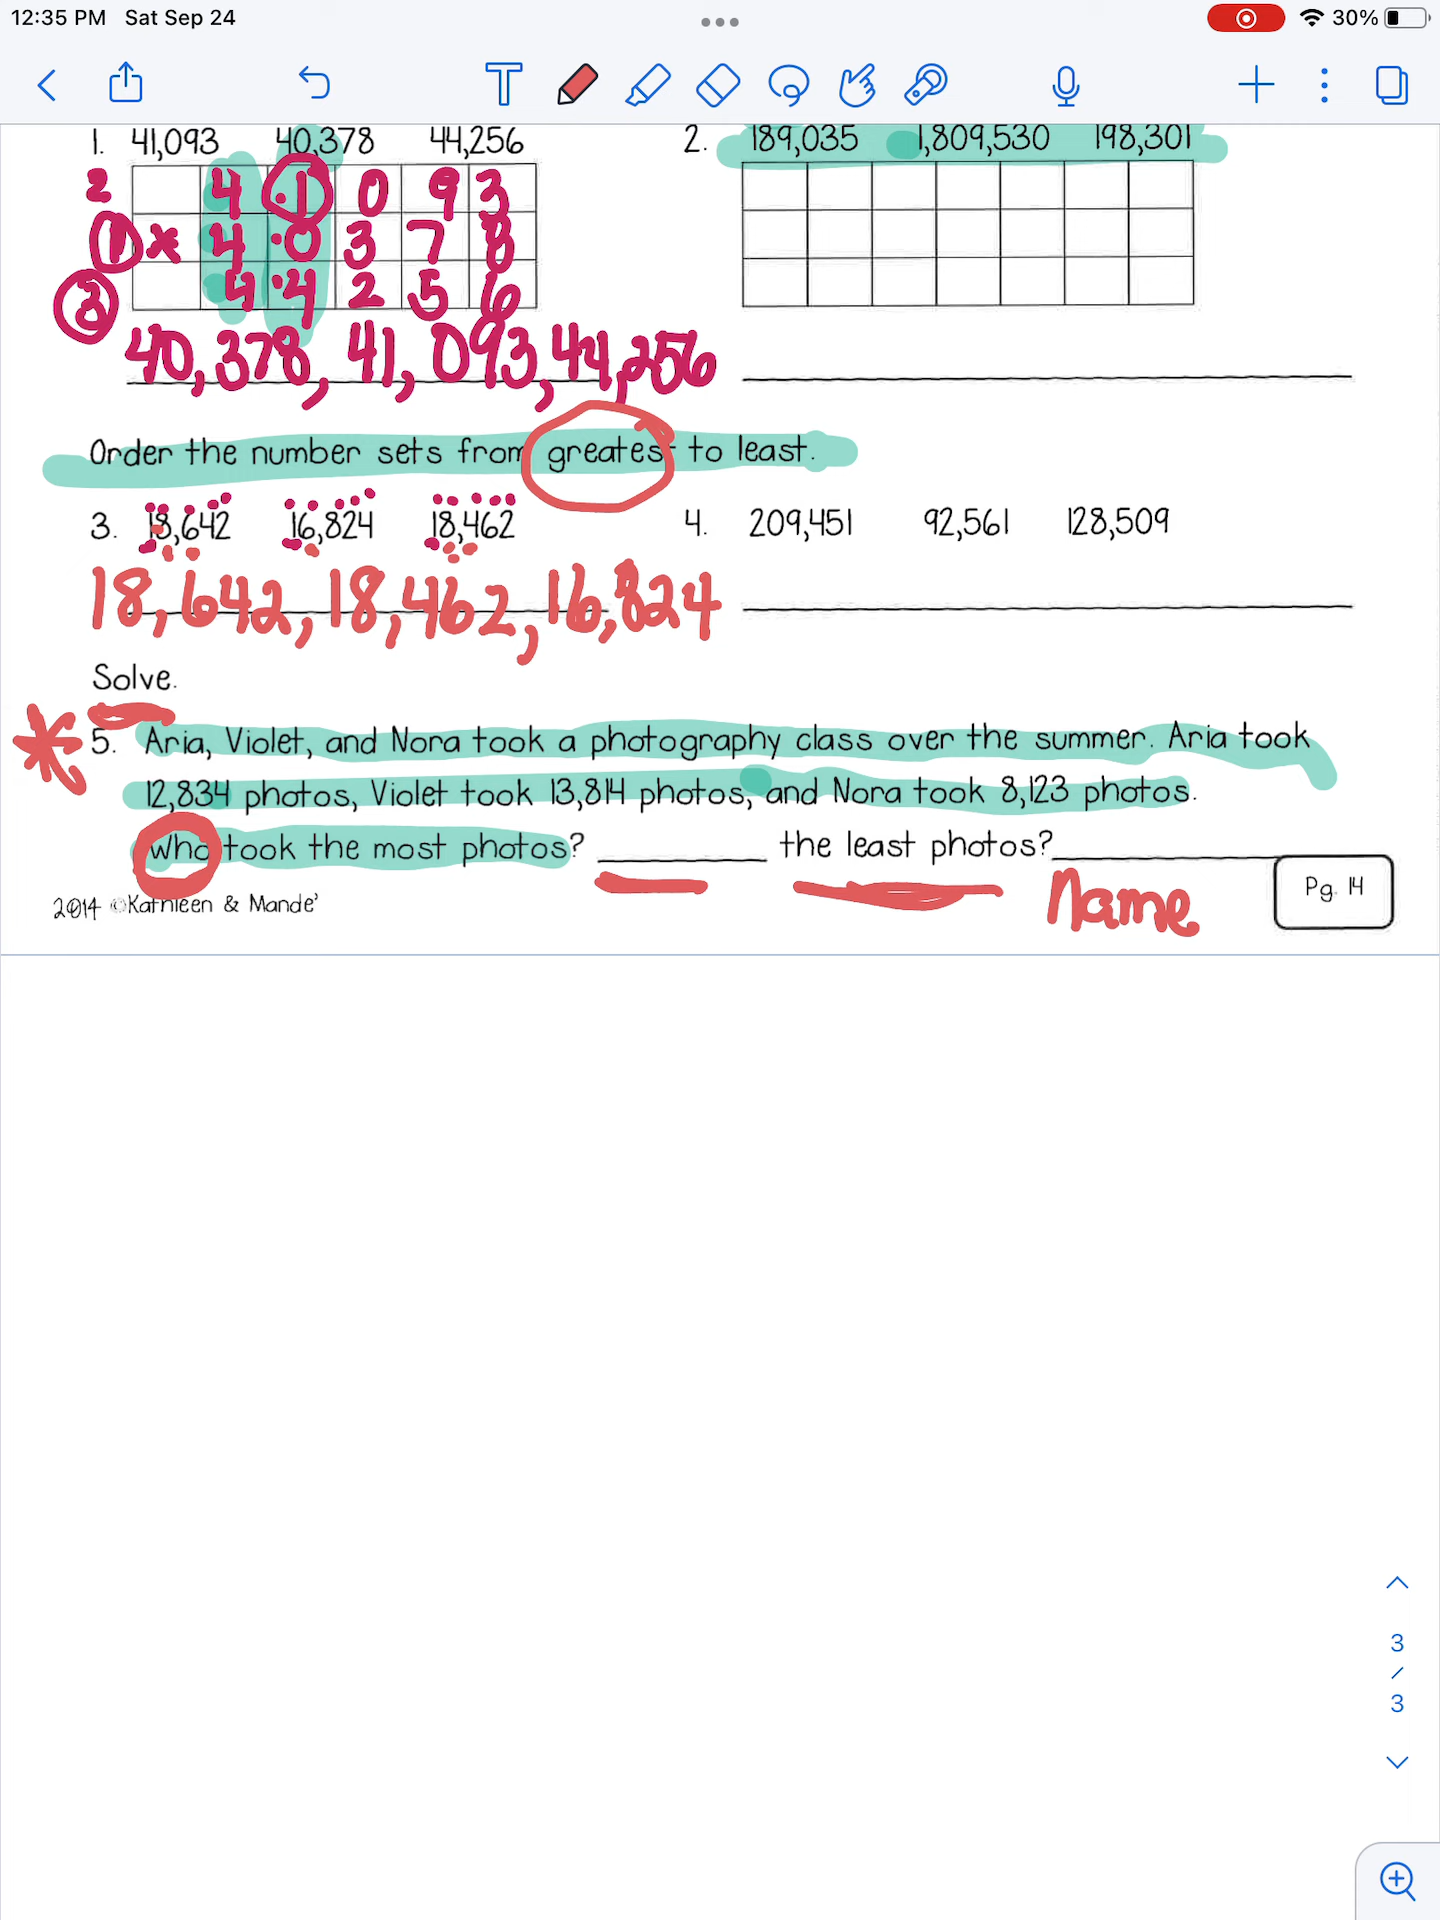 12:35 PM Sat Sep 24 30%
1. 41,093 40,378 44,256 2. 189,035 1,809,530 198,301
2 4 1 0 9 3
1 * 4 0 3 7 8
3 4 4 2 5 6
40,378, 41,093, 44,256
Order the number sets from greatest to least.
3. 18,642 16,824 18,462 4. 209,451 92,561 128,509
18,642, 18,462, 16,824
Solve.
* 5. Aria, Violet, and Nora took a photography class over the summer. Aria took
12,834 photos, Violet took 13,814 photos, and Nora took 8,123 photos.
Who took the most photos? the least photos?
Name
2014 ©Kathleen & Mande' Pg. 14
3
/
3